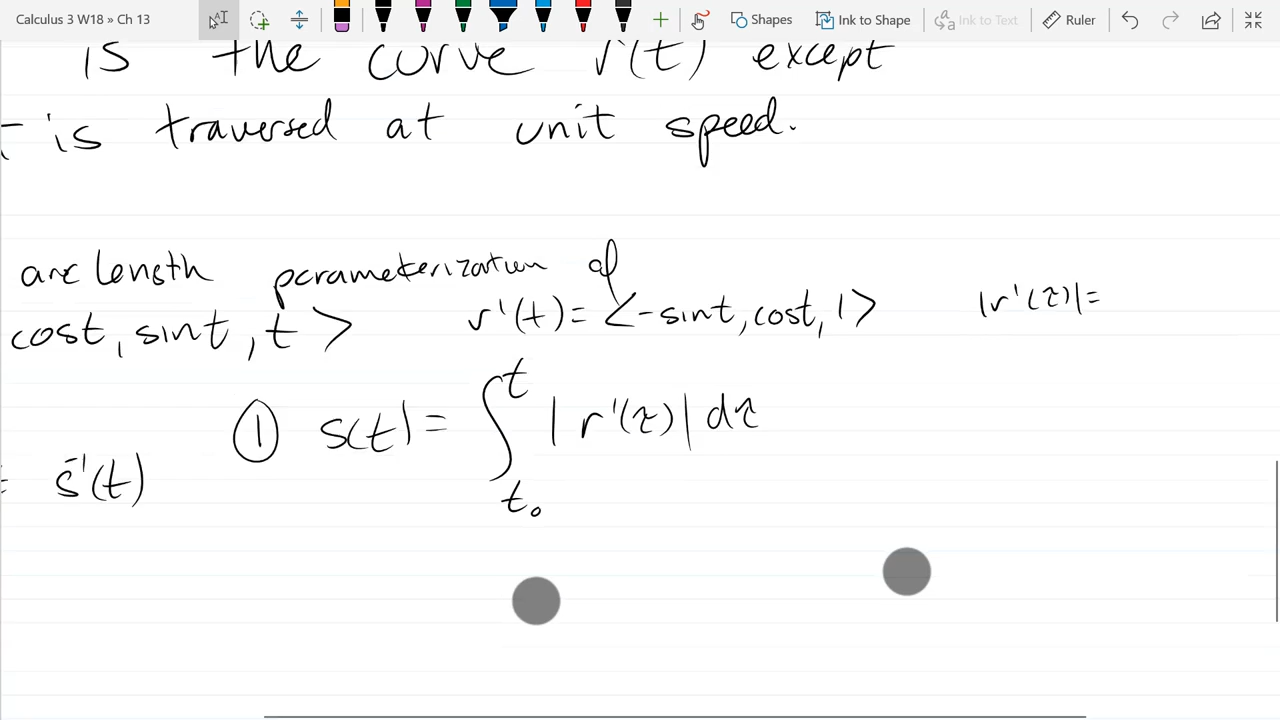 Calculus 3 W18 » Ch 13
Shapes
Ink to Shape
Ink to Text
Ruler
is the curve r(t) except
t is traversed at unit speed.
arc length parameterization of
cost, sint, t >
r'(t) = <-sint, cost, 1>
|r'(τ)| =
① s(t) = ∫ t t₀ |r'(τ)| dτ
= s⁻¹(t)